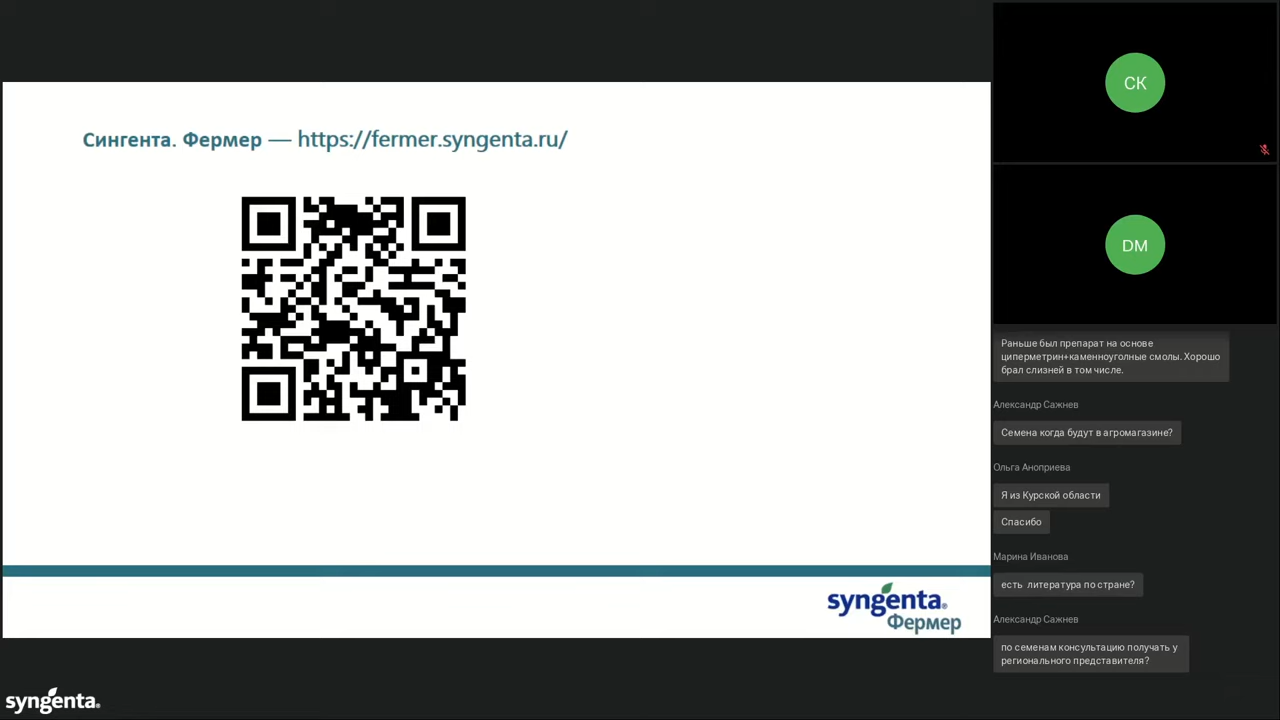 Сингента. Фермер — https://fermer.syngenta.ru/
syngenta®
Фермер
syngenta®
СК
DM
Раньше был препарат на основе
циперметрин+каменноуголные смолы. Хорошо
брал слизней в том числе.
Александр Сажнев
Семена когда будут в агромагазине?
Ольга Аноприева
Я из Курской области
Спасибо
Марина Иванова
есть литература по стране?
Александр Сажнев
по семенам консультацию получать у
регионального представителя?